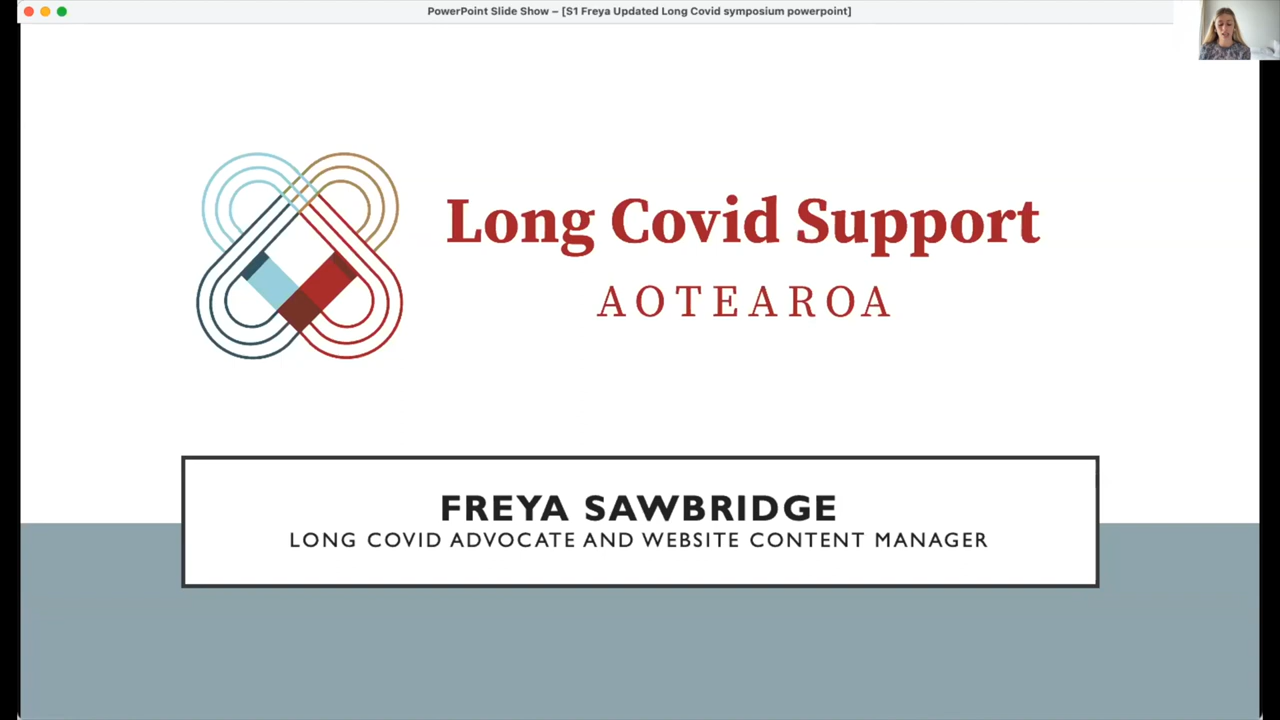 PowerPoint Slide Show – [S1 Freya Updated Long Covid symposium powerpoint]
Long Covid Support
AOTEAROA
FREYA SAWBRIDGE
LONG COVID ADVOCATE AND WEBSITE CONTENT MANAGER